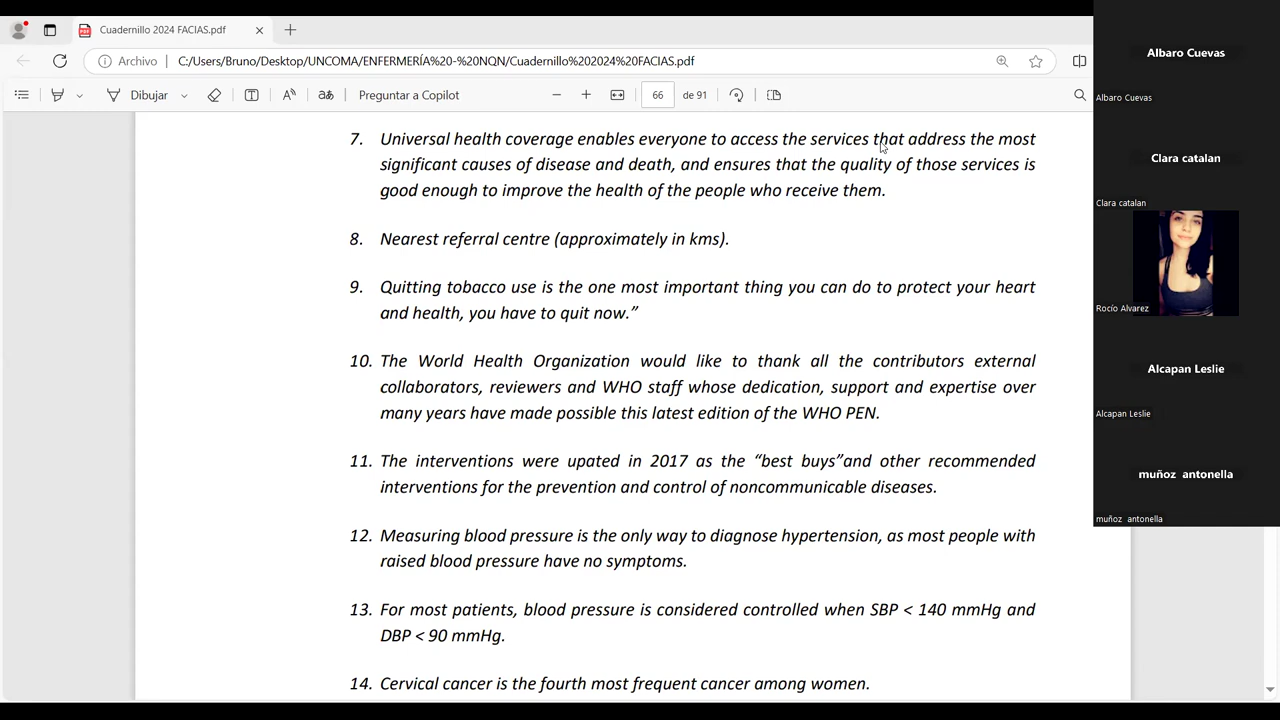 Cuadernillo 2024 FACIAS.pdf
Archivo
C:/Users/Bruno/Desktop/UNCOMA/ENFERMERÍA%20-%20NQN/Cuadernillo%202024%20FACIAS.pdf
Dibujar
Preguntar a Copilot
66 de 91
7. Universal health coverage enables everyone to access the services that address the most
significant causes of disease and death, and ensures that the quality of those services is
good enough to improve the health of the people who receive them.
8. Nearest referral centre (approximately in kms).
9. Quitting tobacco use is the one most important thing you can do to protect your heart
and health, you have to quit now.”
10. The World Health Organization would like to thank all the contributors external
collaborators, reviewers and WHO staff whose dedication, support and expertise over
many years have made possible this latest edition of the WHO PEN.
11. The interventions were upated in 2017 as the “best buys”and other recommended
interventions for the prevention and control of noncommunicable diseases.
12. Measuring blood pressure is the only way to diagnose hypertension, as most people with
raised blood pressure have no symptoms.
13. For most patients, blood pressure is considered controlled when SBP < 140 mmHg and
DBP < 90 mmHg.
14. Cervical cancer is the fourth most frequent cancer among women.
Albaro Cuevas
Albaro Cuevas
Clara catalan
Clara catalan
Rocío Alvarez
Alcapan Leslie
Alcapan Leslie
muñoz antonella
muñoz antonella